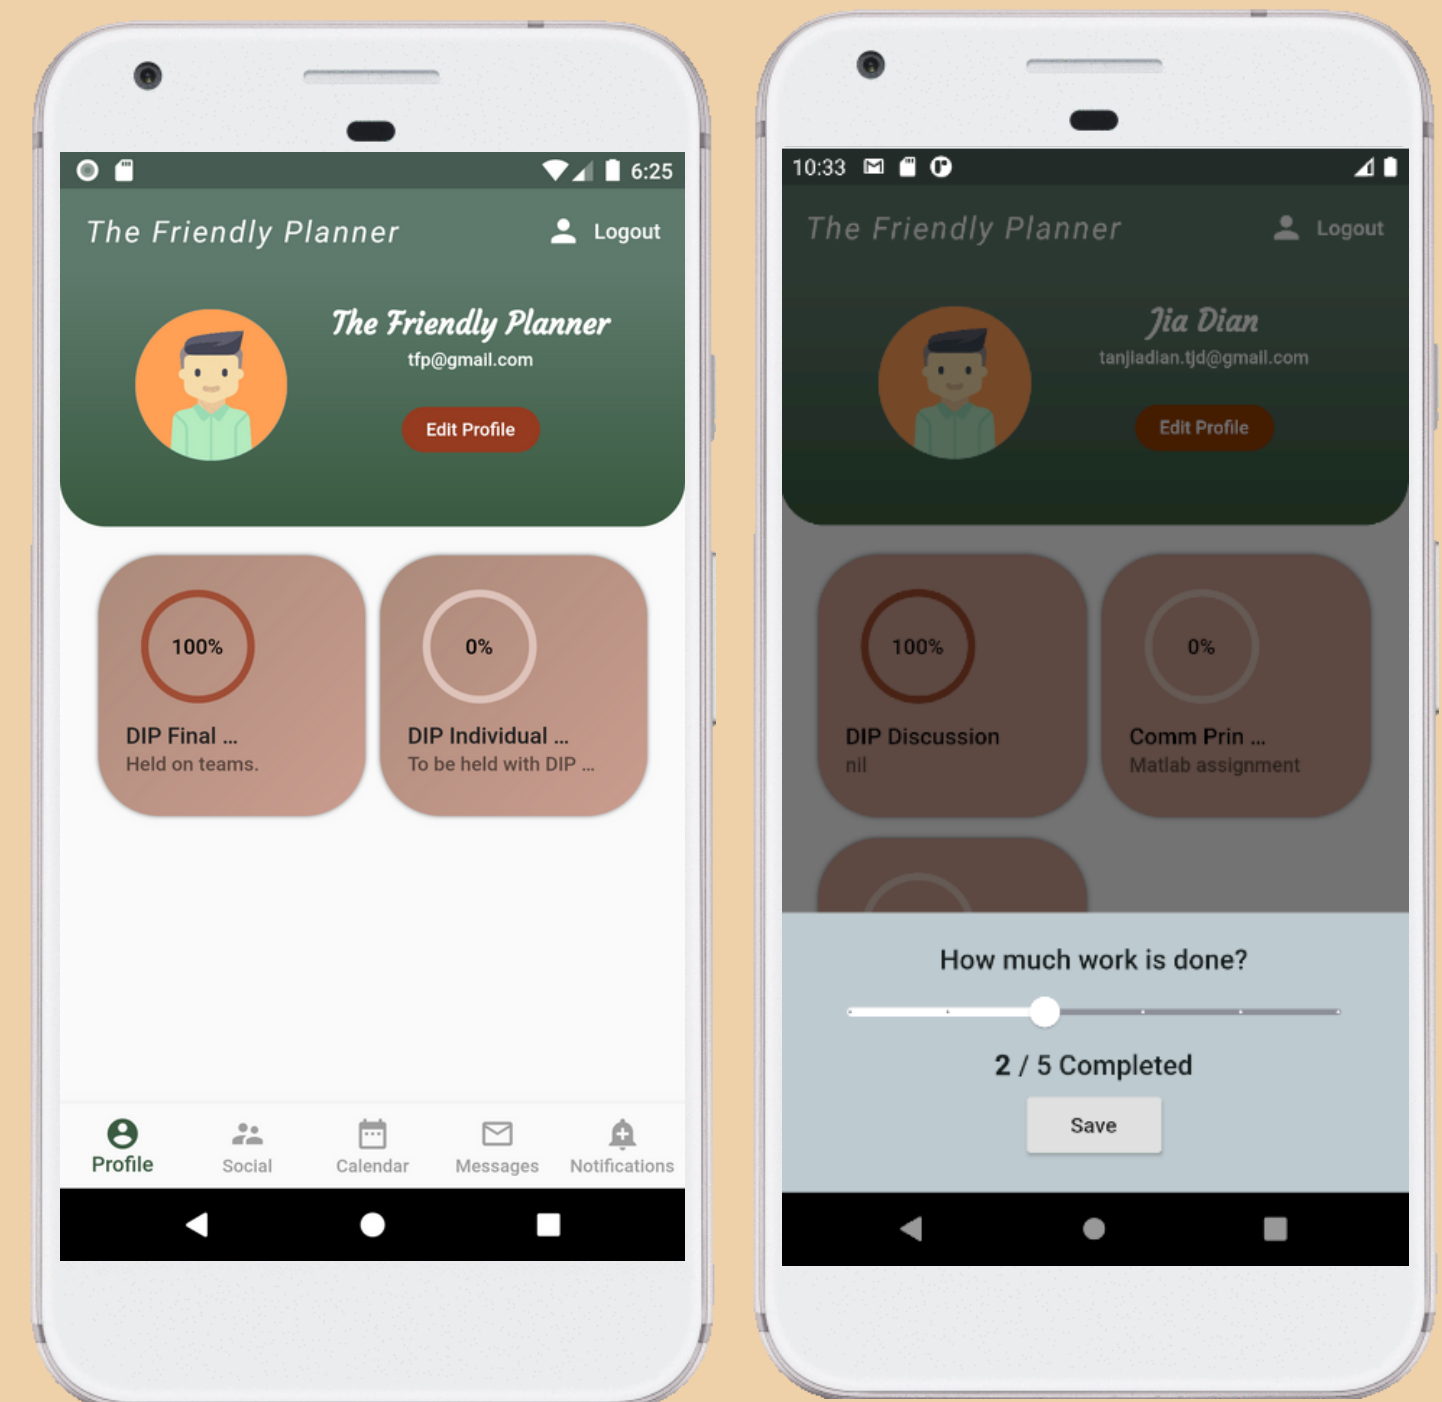 6:25
The Friendly Planner
Logout
The Friendly Planner
tfp@gmail.com
Edit Profile
100%
0%
DIP Final ...
Held on teams.
DIP Individual ...
To be held with DIP ...
Profile
Social
Calendar
Messages
Notifications
10:33
The Friendly Planner
Logout
Jia Dian
tanjiadian.tjd@gmail.com
Edit Profile
100%
0%
DIP Discussion
nil
Comm Prin ...
Matlab assignment
How much work is done?
2 / 5 Completed
Save